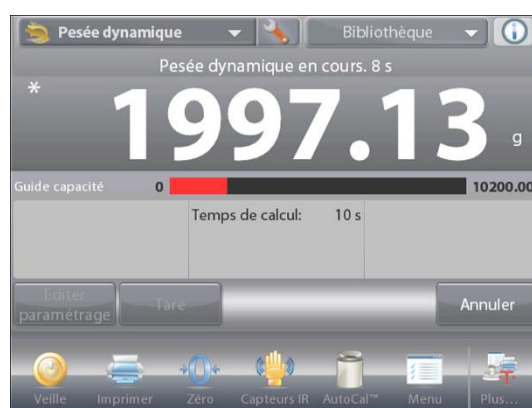 Pesée dynamique Bibliothèque
Pesée dynamique en cours. 8 s
* 1997.13 g
Guide capacité 0 10200.00
Temps de calcul: 10 s
Editer
paramétrage Tare Annuler
Veille Imprimer Zéro Capteurs IR AutoCal™ Menu Plus...